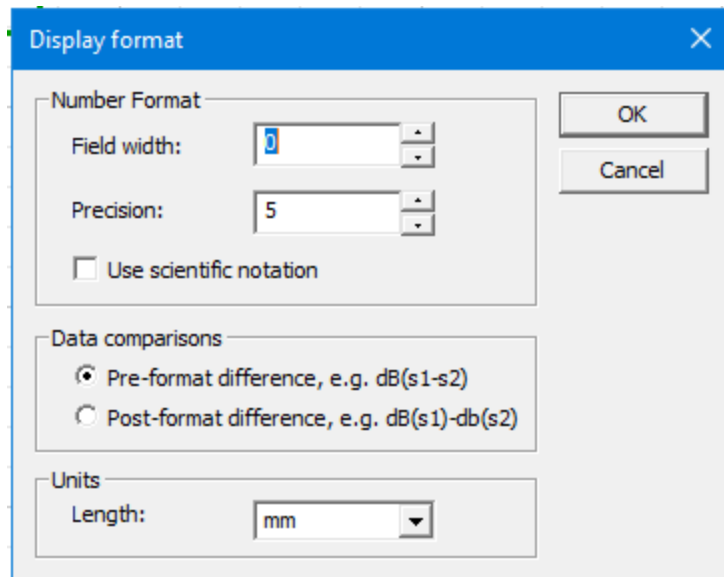 Display format
Number Format
OK
Field width:
0
Cancel
Precision:
5
Use scientific notation
Data comparisons
Pre-format difference, e.g. dB(s1-s2)
Post-format difference, e.g. dB(s1)-db(s2)
Units
Length:
mm